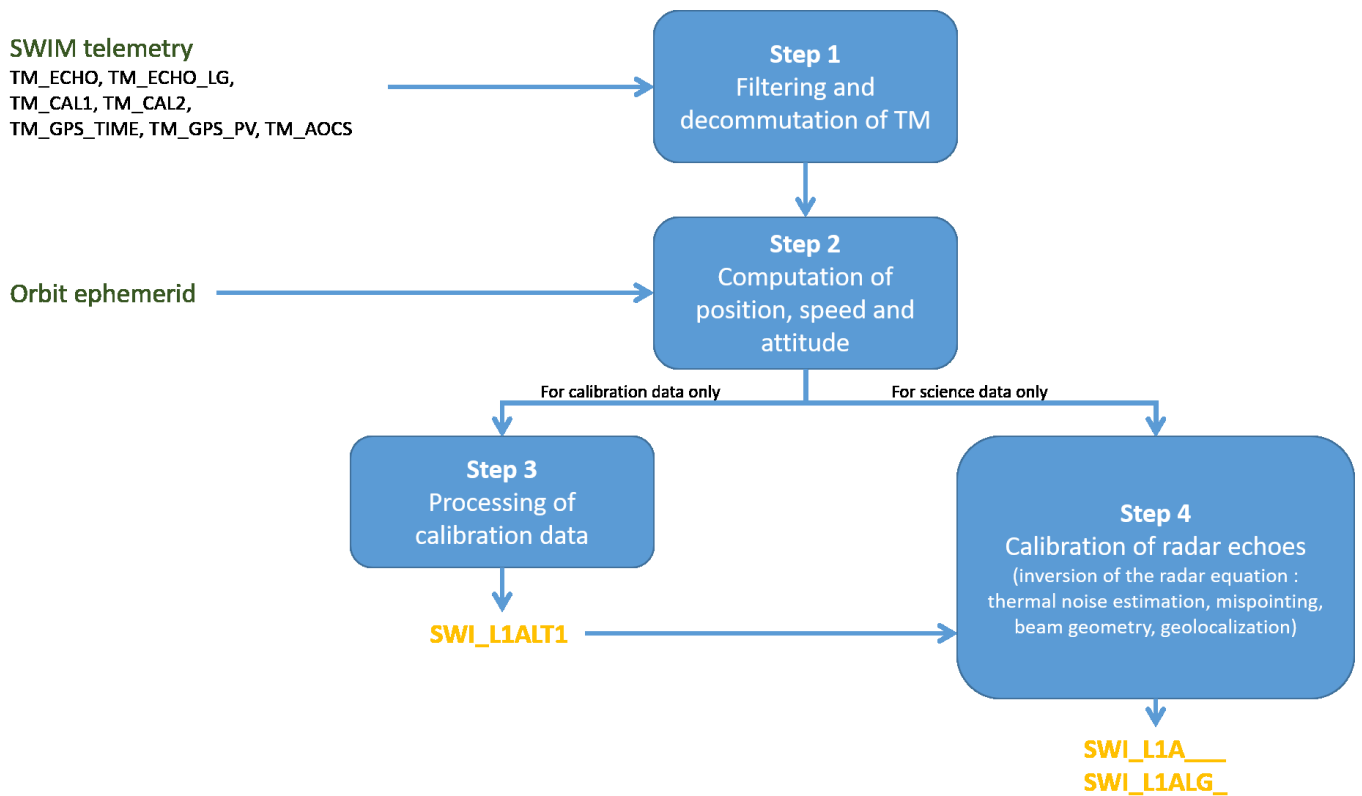 SWIM telemetry
TM_ECHO, TM_ECHO_LG,
TM_CAL1, TM_CAL2,
TM_GPS_TIME, TM_GPS_PV, TM_AOCS
Step 1
Filtering and
decommutation of TM
Orbit ephemerid
Step 2
Computation of
position, speed and
attitude
For calibration data only
For science data only
Step 3
Processing of
calibration data
Step 4
Calibration of radar echoes
(inversion of the radar equation :
thermal noise estimation, mispointing,
beam geometry, geolocalization)
SWI_L1ALT1
SWI_L1A___
SWI_L1ALG_